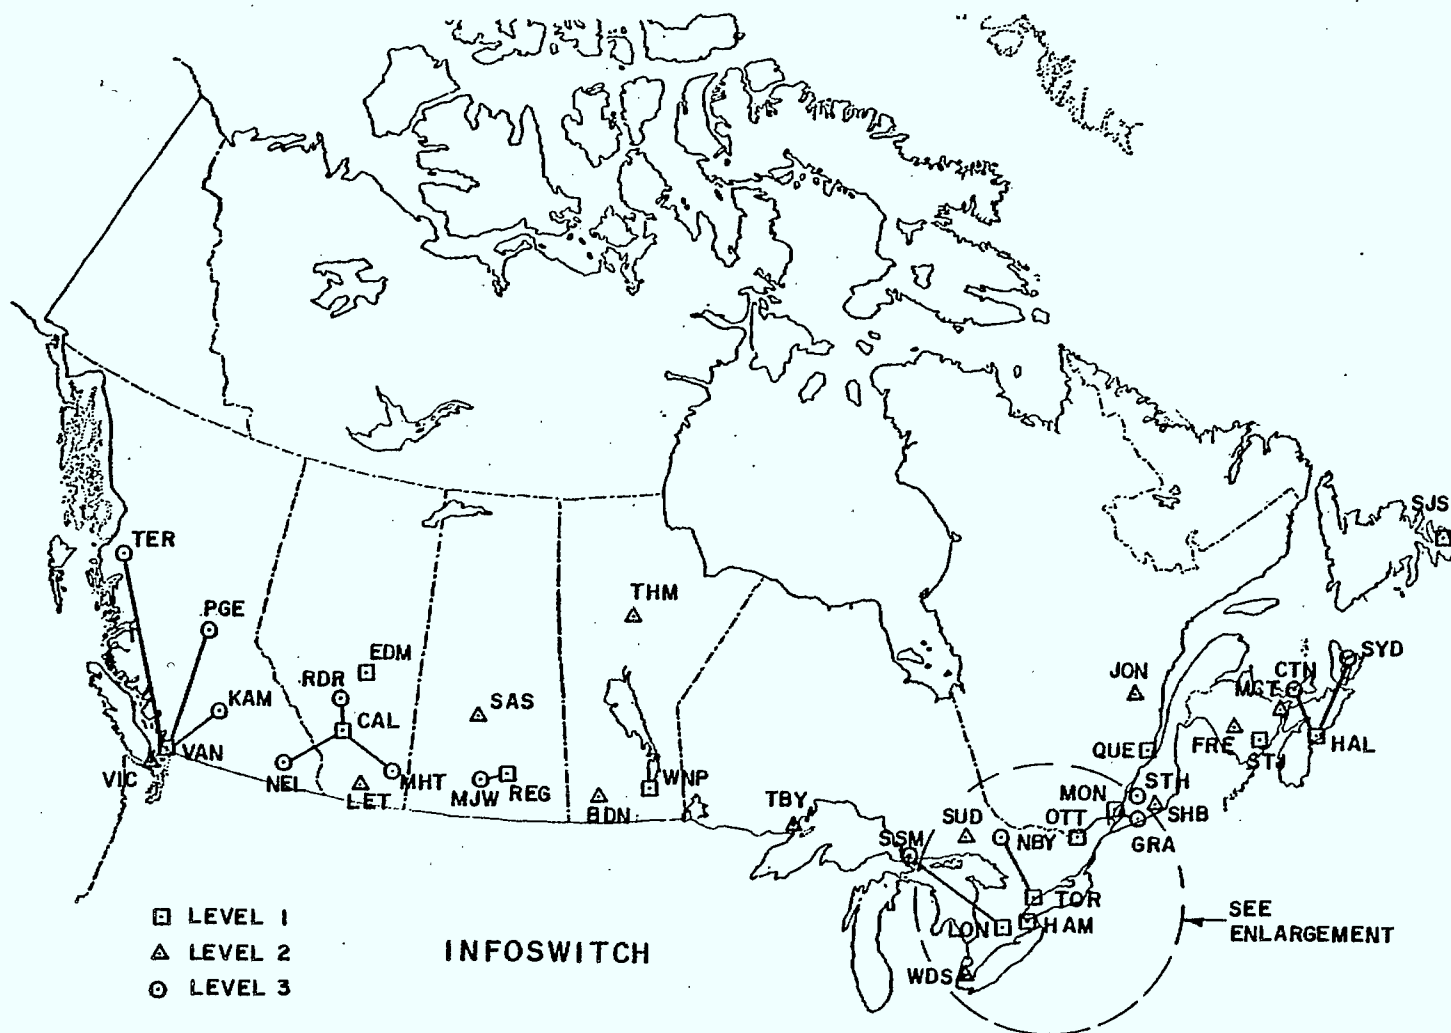 SJS
TER
THM
PGE
EDM
SYD
CTN
JON
RDR
MCT
SAS
KAM
CAL
FRE
HAL
VAN
QUE
STJ
VIC
NEL
MHT
WNP
STH
LET
MJW
REG
MON
TBY
BDN
SUD
OTT
SHB
SSM
NBY
GRA
TOR
LEVEL 1
LON
HAM
SEE
ENLARGEMENT
LEVEL 2
INFOSWITCH
WDS
LEVEL 3